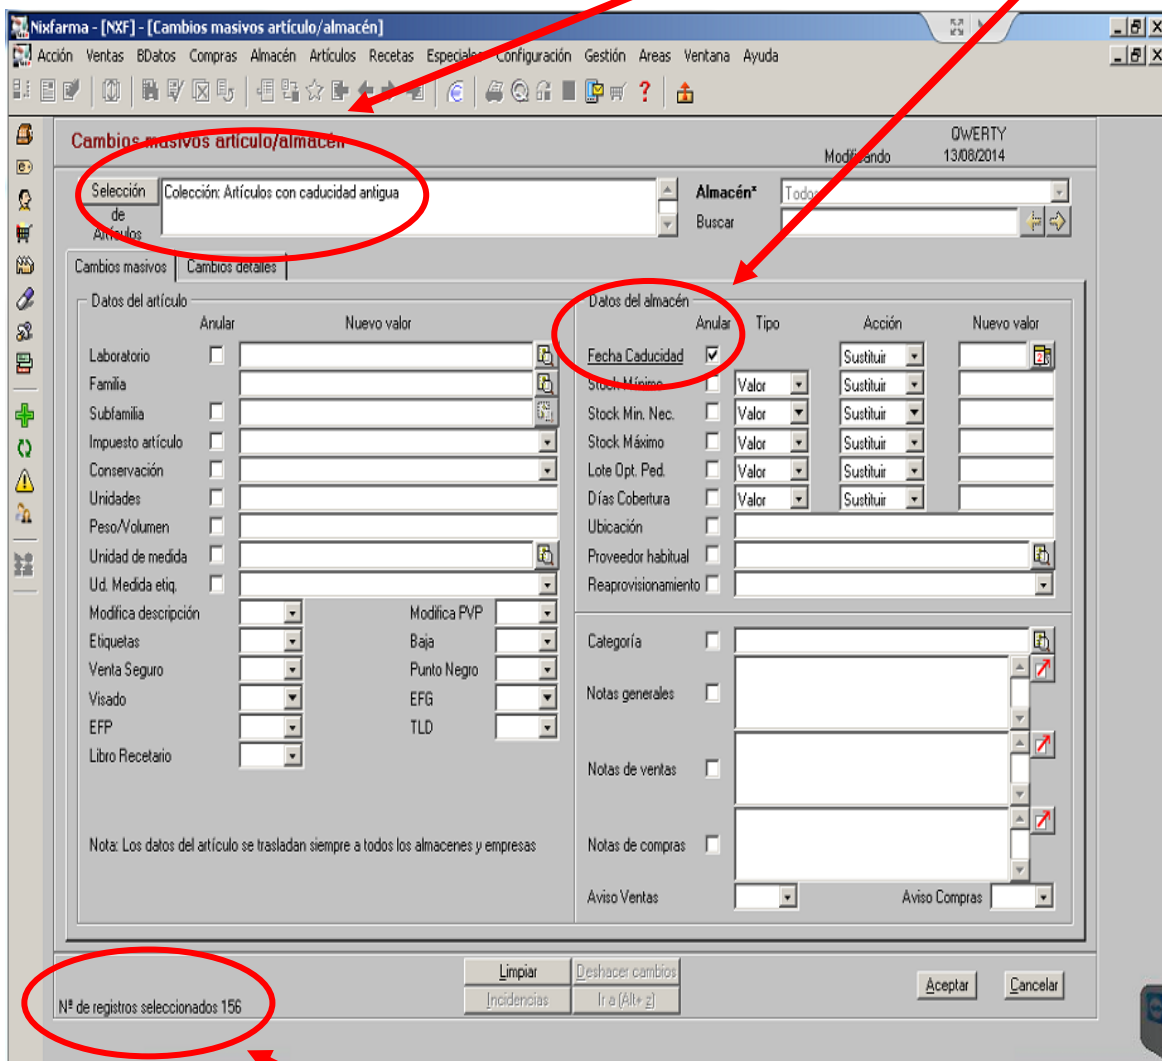 Nixfarma - [NXF] - [Cambios masivos artículo/almacén]
Acción Ventas BDatos Compras Almacén Artículos Recetas Especiales Configuración Gestión Areas Ventana Ayuda
Cambios masivos artículo/almacén
QWERTY
Modificando 13/08/2014
Selección de Artículos
Colección: Artículos con caducidad antigua
Almacén* Todos
Buscar
Cambios masivos Cambios detalles
Datos del artículo
Anular Nuevo valor
Laboratorio
Familia
Subfamilia
Impuesto artículo
Conservación
Unidades
Peso/Volumen
Unidad de medida
Ud. Medida etiq.
Modifica descripción Modifica PVP
Etiquetas Baja
Venta Seguro Punto Negro
Visado EFG
EFP TLD
Libro Recetario
Nota: Los datos del artículo se trasladan siempre a todos los almacenes y empresas
Datos del almacén
Anular Tipo Acción Nuevo valor
Fecha Caducidad Sustituir
Stock Mínimo Valor Sustituir
Stock Min. Nec. Valor Sustituir
Stock Máximo Valor Sustituir
Lote Opt. Ped. Valor Sustituir
Días Cobertura Valor Sustituir
Ubicación
Proveedor habitual
Reaprovisionamiento
Categoría
Notas generales
Notas de ventas
Notas de compras
Aviso Ventas Aviso Compras
Limpiar Deshacer cambios
Incidencias Ir a (Alt+ z)
Aceptar Cancelar
Nº de registros seleccionados 156